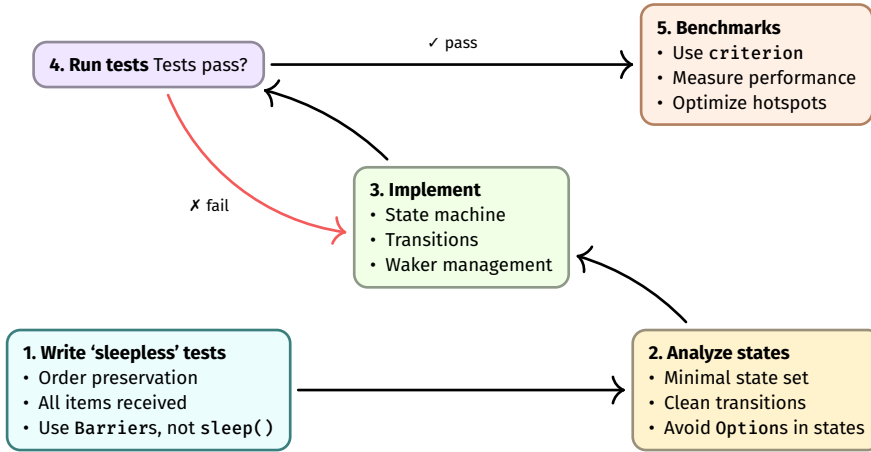 4. Run tests Tests pass?
✓ pass
5. Benchmarks
• Use criterion
• Measure performance
• Optimize hotspots
✗ fail
3. Implement
• State machine
• Transitions
• Waker management
1. Write ‘sleepless’ tests
• Order preservation
• All items received
• Use Barriers, not sleep()
2. Analyze states
• Minimal state set
• Clean transitions
• Avoid Options in states